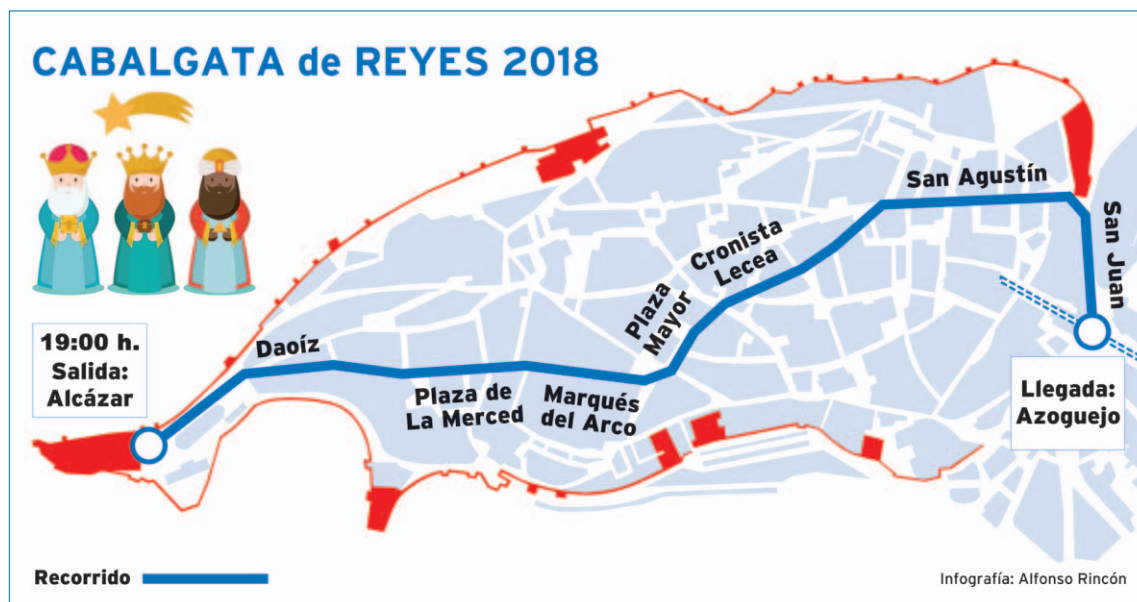 CABALGATA de REYES 2018
19:00 h.
Salida:
Alcázar
Daoíz
Plaza de
La Merced
Marqués
del Arco
Plaza
Mayor
Cronista
Lecea
San Agustín
San Juan
Llegada:
Azoguejo
Recorrido
Infografía: Alfonso Rincón